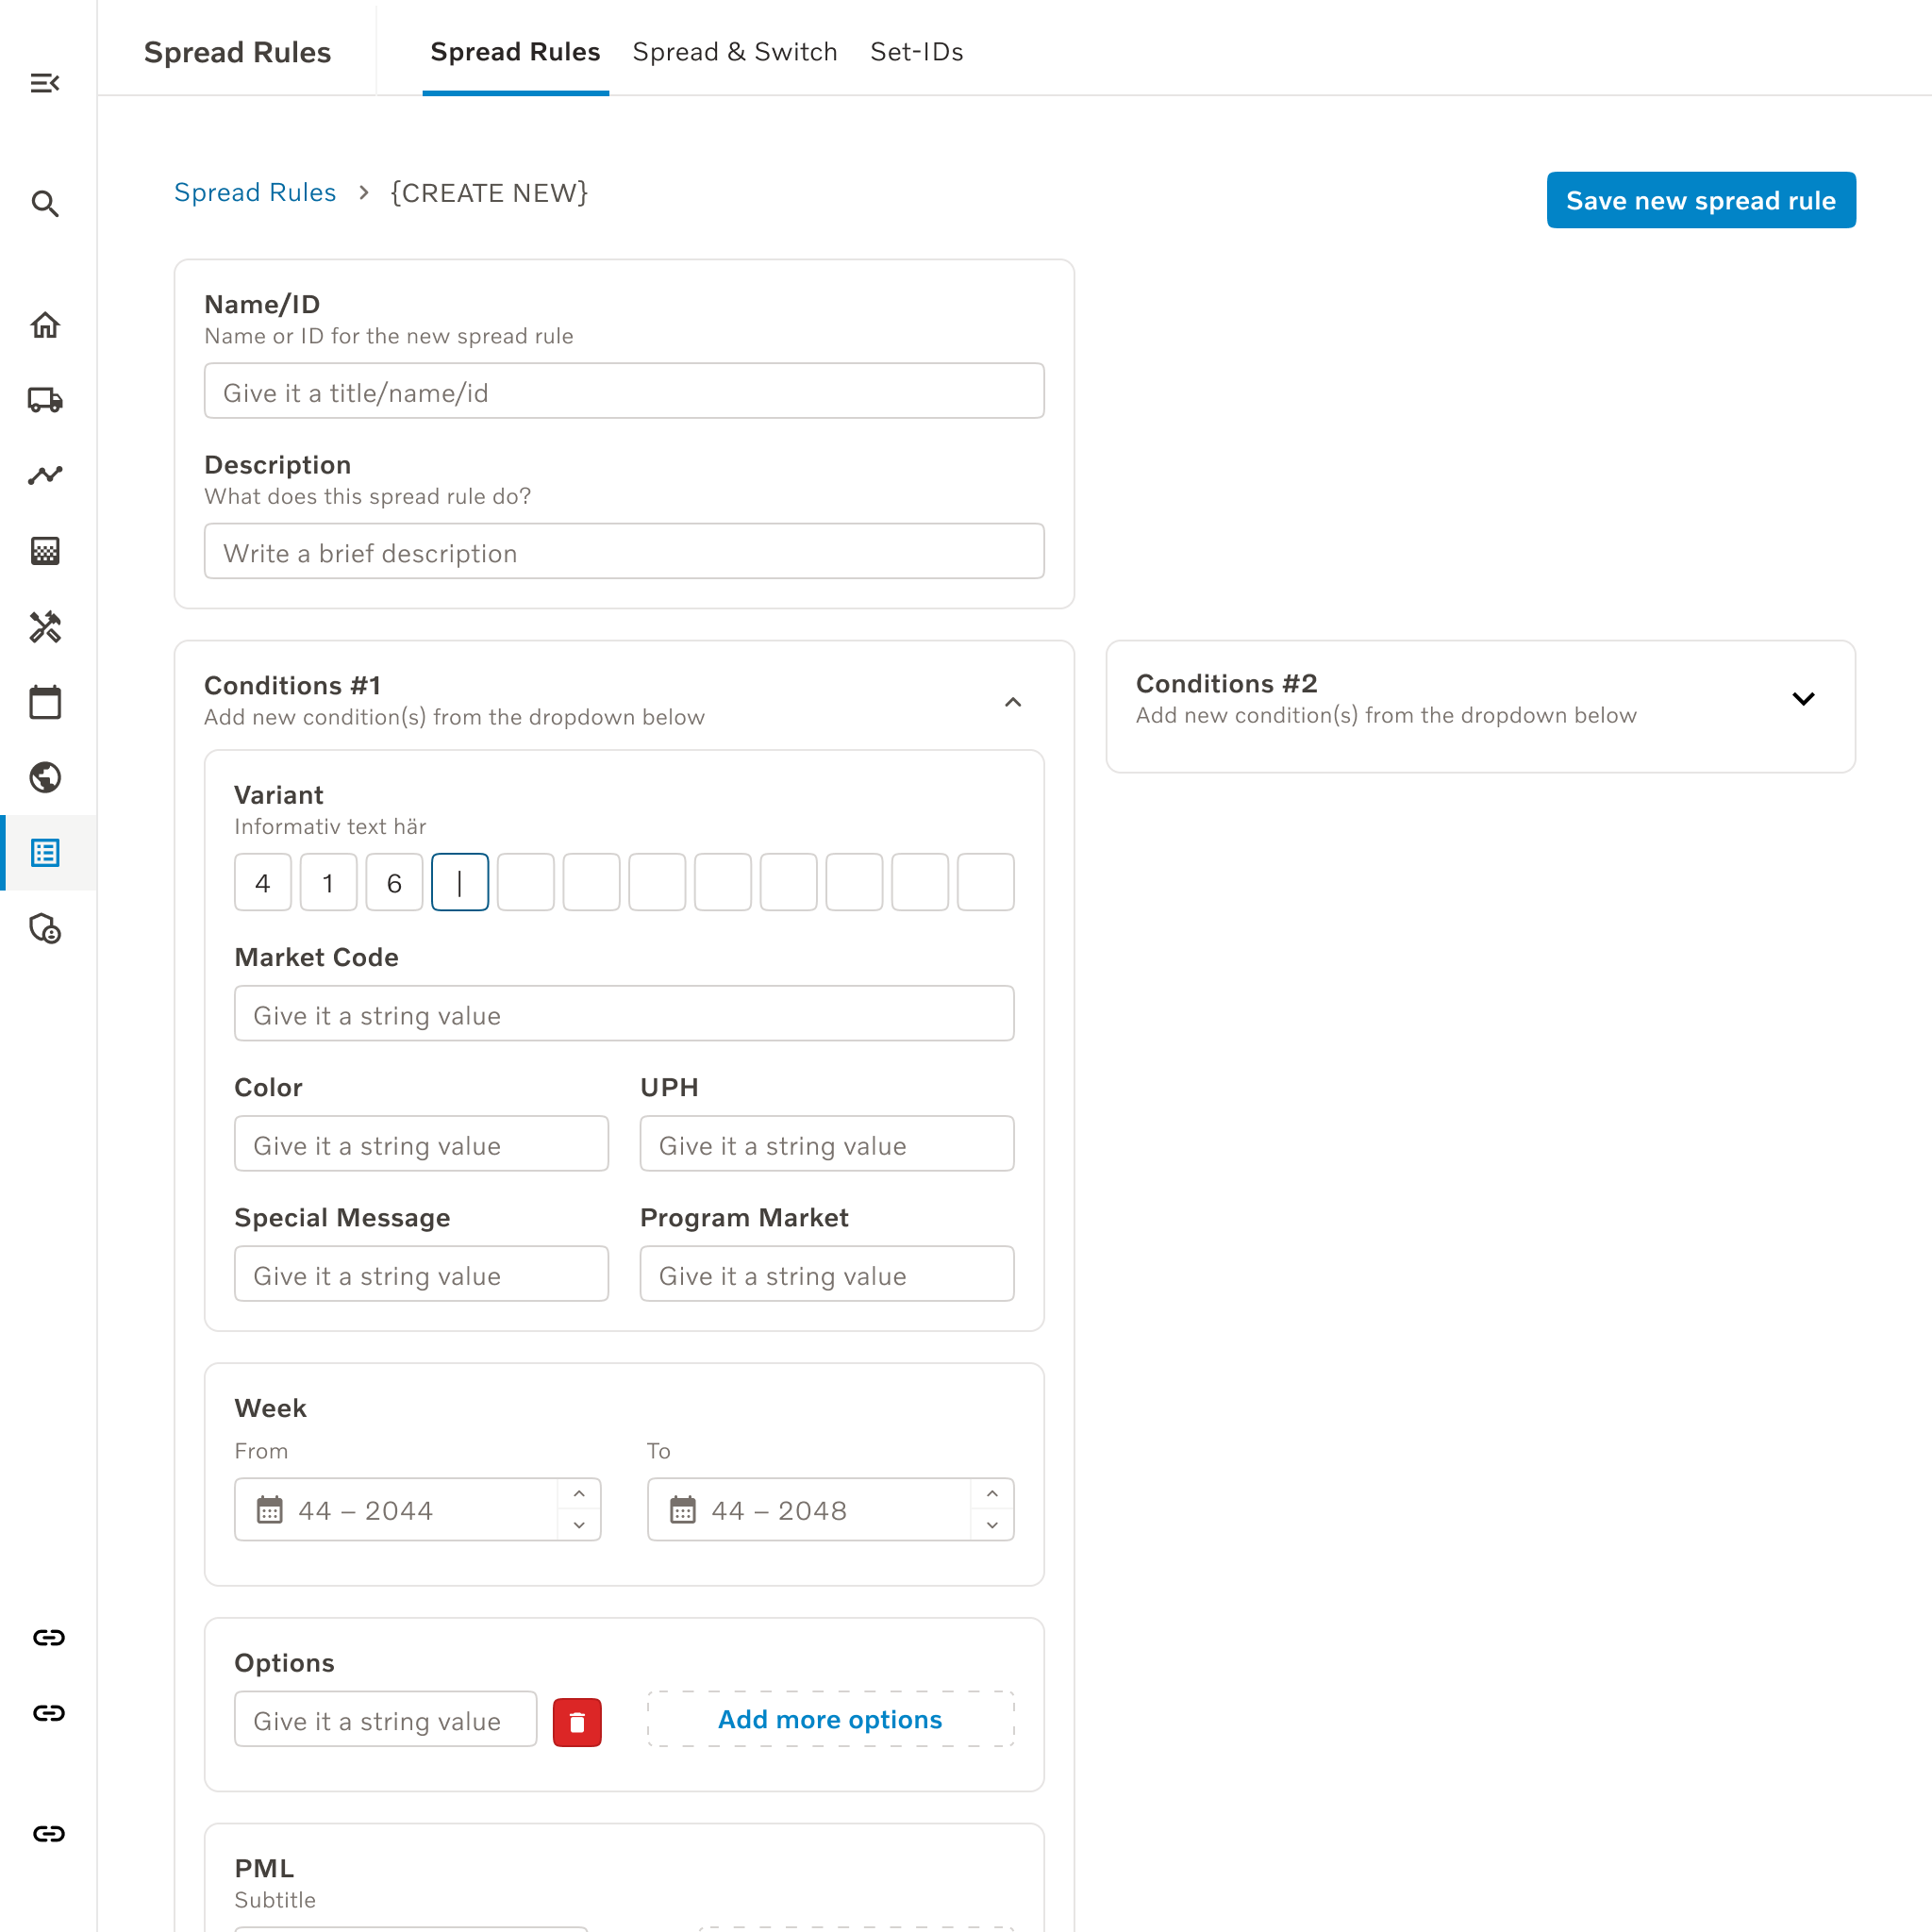 Spread Rules
Spread Rules Spread & Switch Set-IDs
Spread Rules > {CREATE NEW}
Save new spread rule
Name/ID
Name or ID for the new spread rule
Give it a title/name/id
Description
What does this spread rule do?
Write a brief description
Conditions #1
Add new condition(s) from the dropdown below
Variant
Informativ text här
4 1 6 |
Market Code
Give it a string value
Color
Give it a string value
UPH
Give it a string value
Special Message
Give it a string value
Program Market
Give it a string value
Week
From
44 – 2044
To
44 – 2048
Options
Give it a string value
Add more options
PML
Subtitle
Conditions #2
Add new condition(s) from the dropdown below